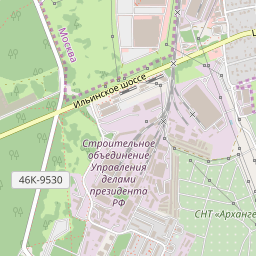 Москва
Ильинское шоссе
Строительное
объединение
Управления
делами
президента
РФ
46К-9530
СНТ «Арханге